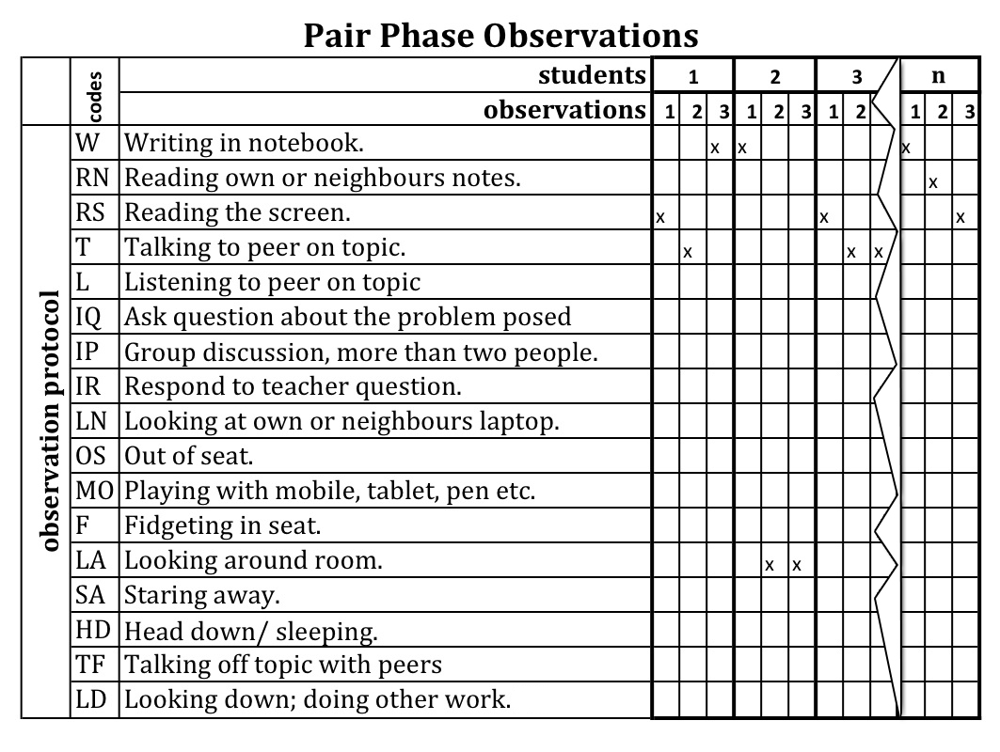 Pair Phase Observations
codes students 1 2 3 n
observations 1 2 3 1 2 3 1 2 1 2 3
observation protocol
W Writing in notebook. x x x
RN Reading own or neighbours notes. x
RS Reading the screen. x x x
T Talking to peer on topic. x x x
L Listening to peer on topic
IQ Ask question about the problem posed
IP Group discussion, more than two people.
IR Respond to teacher question.
LN Looking at own or neighbours laptop.
OS Out of seat.
MO Playing with mobile, tablet, pen etc.
F Fidgeting in seat.
LA Looking around room. x x
SA Staring away.
HD Head down/ sleeping.
TF Talking off topic with peers
LD Looking down; doing other work.